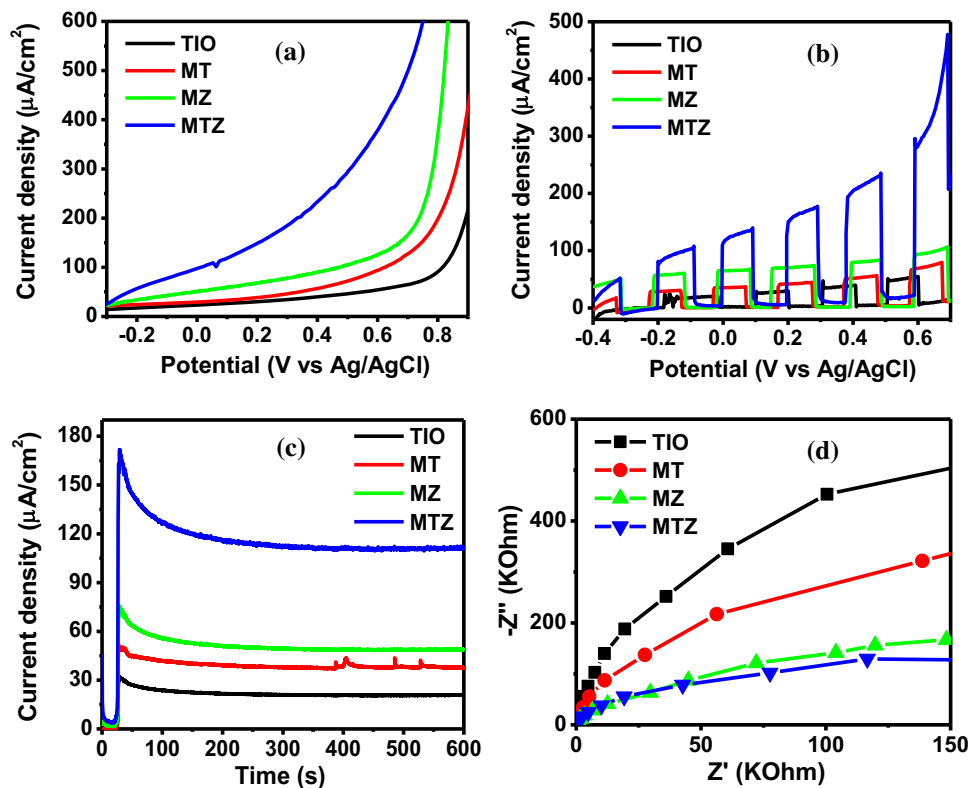 (a)
TIO
MT
MZ
MTZ
600
500
400
300
200
100
0
-0.2 0.0 0.2 0.4 0.6 0.8
Current density (μA/cm²)
Potential (V vs Ag/AgCl)
(b)
TIO
MT
MZ
MTZ
500
400
300
200
100
0
-0.4 -0.2 0.0 0.2 0.4 0.6
Current density (μA/cm²)
Potential (V vs Ag/AgCl)
(c)
TIO
MT
MZ
MTZ
180
150
120
90
60
30
0
0 100 200 300 400 500 600
Current density (μA/cm²)
Time (s)
(d)
TIO
MT
MZ
MTZ
600
400
200
0
0 50 100 150
-Z'' (KOhm)
Z' (KOhm)